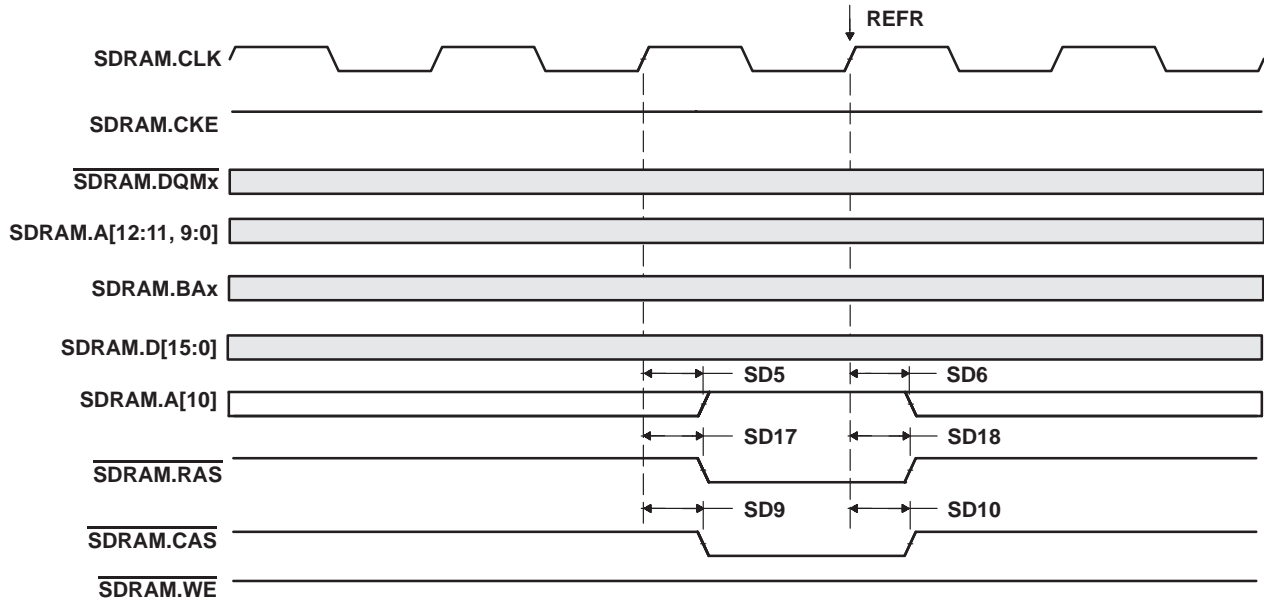 REFR
SDRAM.CLK
SDRAM.CKE
SDRAM.DQMx
SDRAM.A[12:11, 9:0]
SDRAM.BAx
SDRAM.D[15:0]
SD5 SD6
SDRAM.A[10]
SD17 SD18
SDRAM.RAS
SD9 SD10
SDRAM.CAS
SDRAM.WE